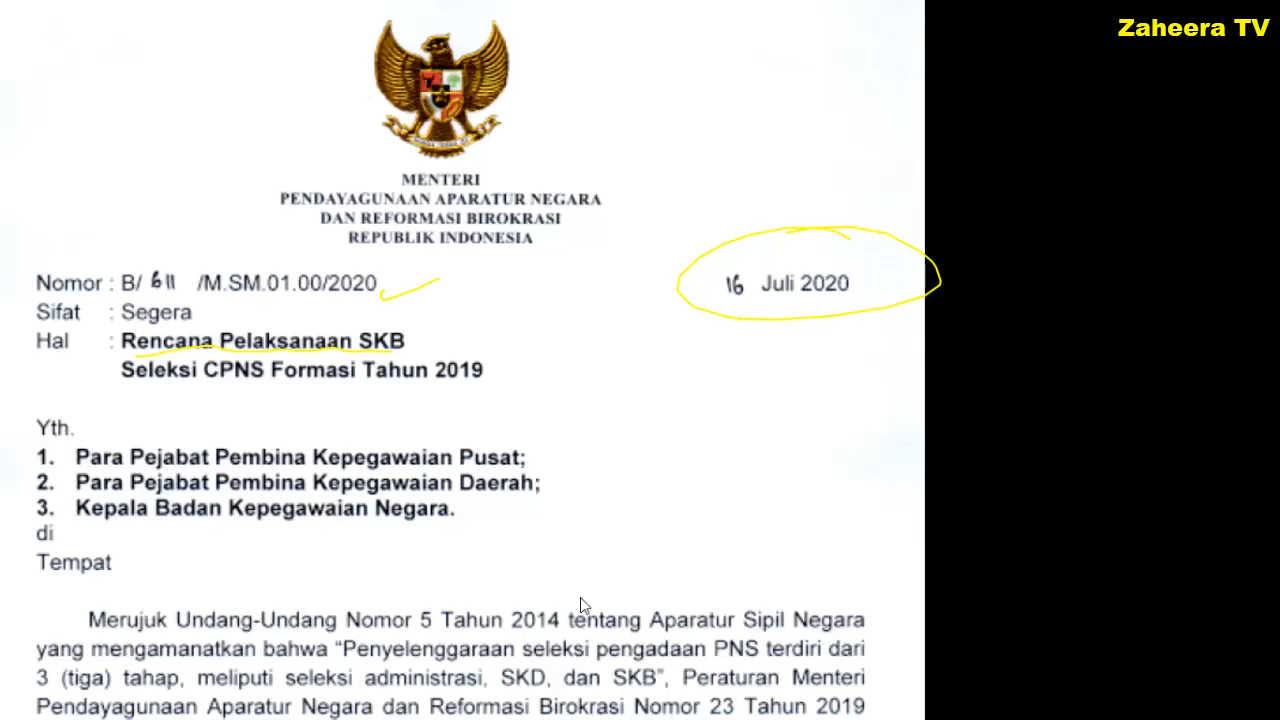 Zaheera TV
MENTERI
PENDAYAGUNAAN APARATUR NEGARA
DAN REFORMASI BIROKRASI
REPUBLIK INDONESIA
Nomor : B/ 611 /M.SM.01.00/2020
16 Juli 2020
Sifat : Segera
Hal : Rencana Pelaksanaan SKB
Seleksi CPNS Formasi Tahun 2019
Yth.
1. Para Pejabat Pembina Kepegawaian Pusat;
2. Para Pejabat Pembina Kepegawaian Daerah;
3. Kepala Badan Kepegawaian Negara.
di
Tempat
Merujuk Undang-Undang Nomor 5 Tahun 2014 tentang Aparatur Sipil Negara
yang mengamanatkan bahwa “Penyelenggaraan seleksi pengadaan PNS terdiri dari
3 (tiga) tahap, meliputi seleksi administrasi, SKD, dan SKB”, Peraturan Menteri
Pendayagunaan Aparatur Negara dan Reformasi Birokrasi Nomor 23 Tahun 2019